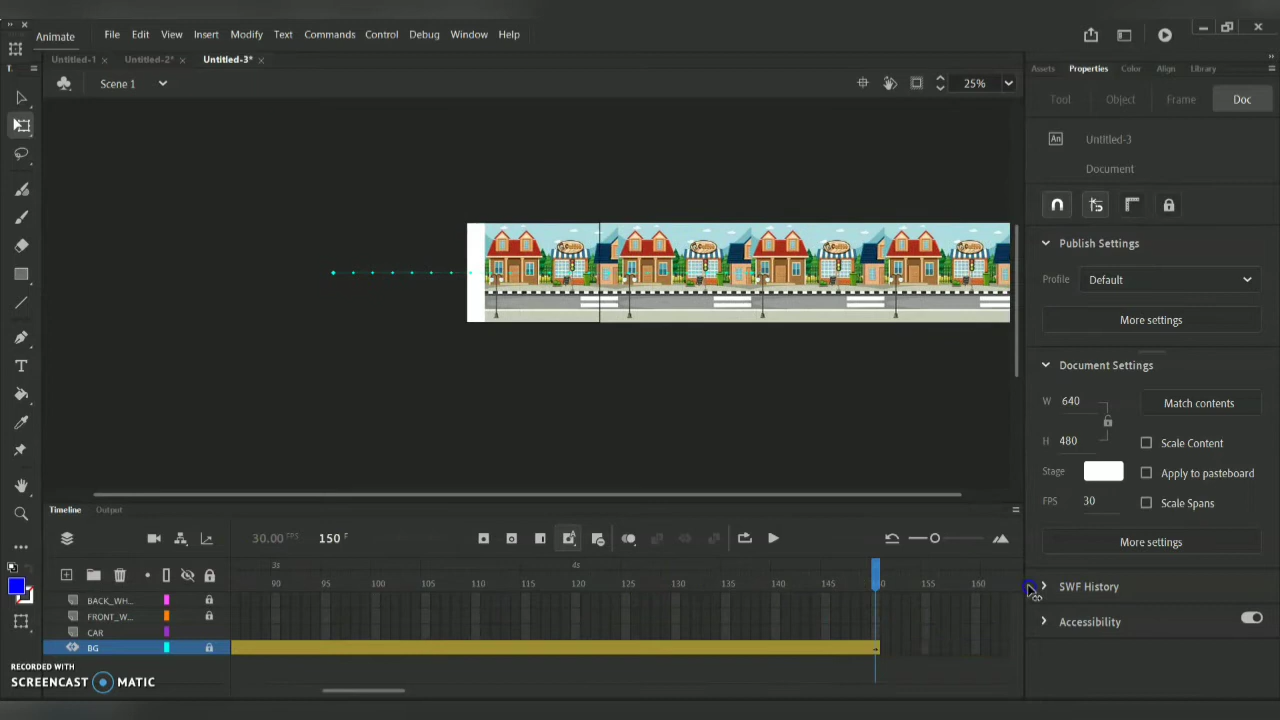 Animate File Edit View Insert Modify Text Commands Control Debug Window Help
Untitled-1 Untitled-2* Untitled-3*
Assets Properties Color Align Library
Scene 1 25%
Tool Object Frame Doc
An Untitled-3
Document
Publish Settings
Profile Default
More settings
Document Settings
W 640 Match contents
H 480 Scale Content
Stage Apply to pasteboard
FPS 30 Scale Spans
More settings
SWF History
Accessibility
Timeline Output
30.00 FPS 150 F
3s 4s
90 95 100 105 110 115 120 125 130 135 140 145 155 160
BACK_WH...
FRONT_W...
CAR
BG
RECORDED WITH
SCREENCAST MATIC